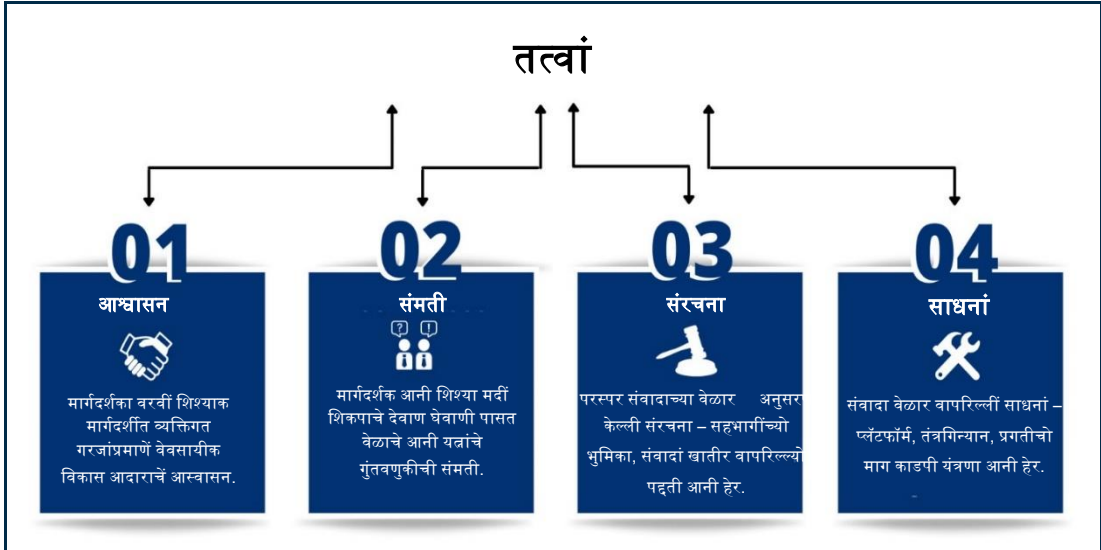 तत्वां
01
आश्वासन
मार्गदर्शका वरवीं शिश्याक
मार्गदर्शीत व्यक्तिगत
गरजांप्रमाणें वेवसायीक
विकास आदाराचें आस्वासन.
02
संमती
? !
मार्गदर्शक आनी शिश्या मदीं
शिकपाचे देवाण घेवाणी पासत
वेळाचे आनी यत्नांचे
गुंतवणुकीची संमती.
03
संरचना
परस्पर संवादाच्या वेळार अनुसर
केल्ली संरचना – सहभागींच्यो
भुमिका, संवादां खातीर वापरिल्ल्यो
पद्दती आनी हेर.
04
साधनां
संवादा वेळार वापरिल्लीं साधनां –
प्लॅटफॉर्म, तंत्रगिन्यान, प्रगतीचो
माग काडपी यंत्रणा आनी हेर.